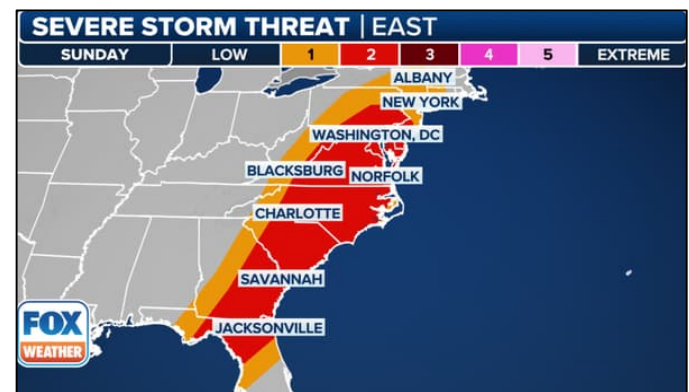 SEVERE STORM THREAT | EAST
SUNDAY LOW 1 2 3 4 5 EXTREME
ALBANY
NEW YORK
WASHINGTON, DC
BLACKSBURG
NORFOLK
CHARLOTTE
SAVANNAH
JACKSONVILLE
FOX
WEATHER